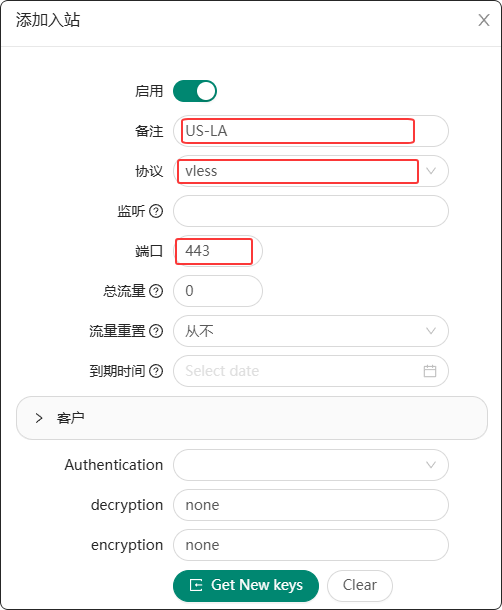 添加入站
启用
备注 US-LA
协议 vless
监听
端口 443
总流量 0
流量重置 从不
到期时间 Select date
客户
Authentication
decryption none
encryption none
Get New keys Clear